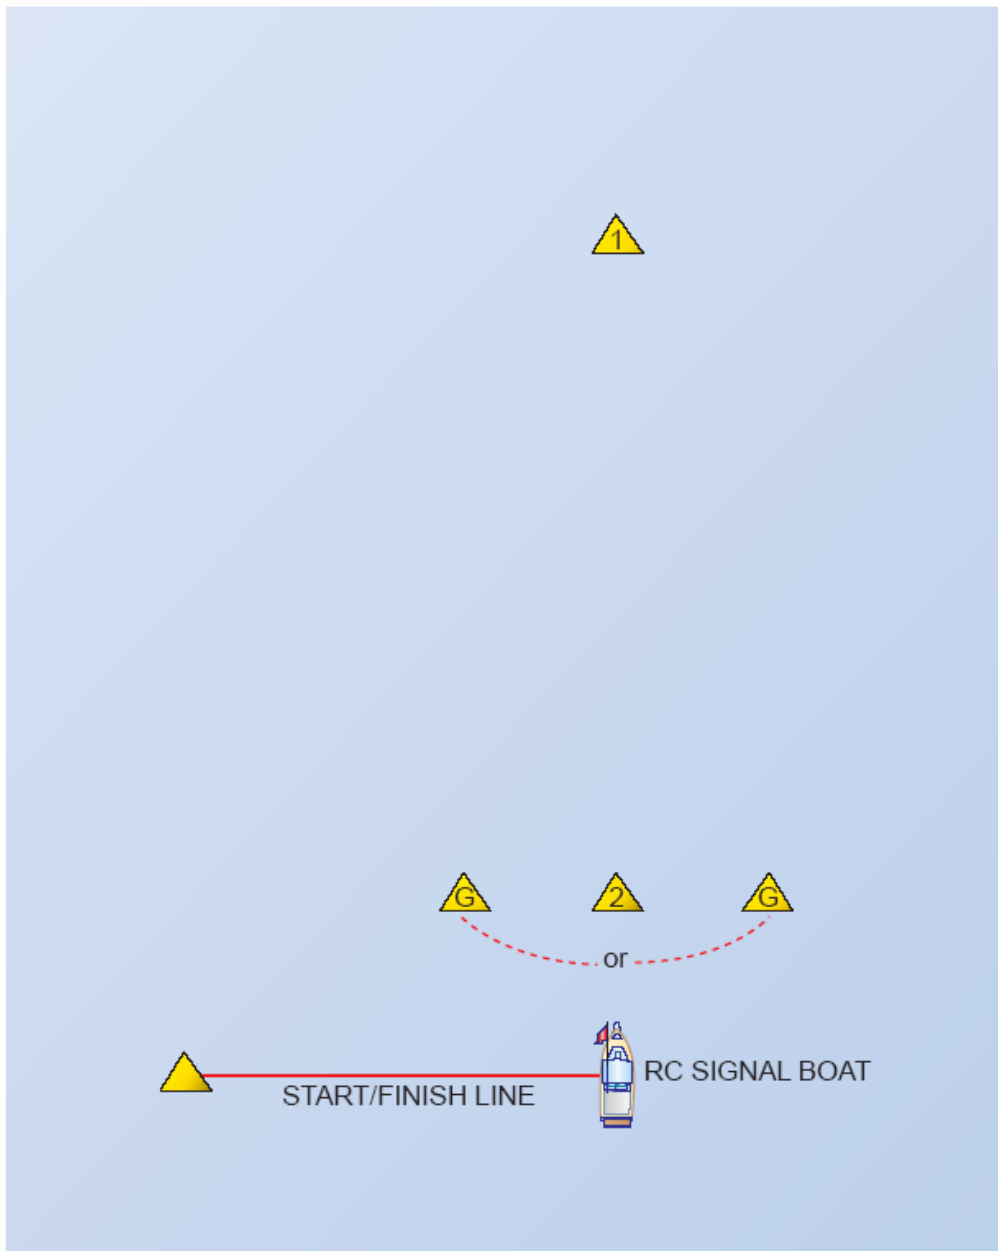 1
G 2 G
or
RC SIGNAL BOAT
START/FINISH LINE